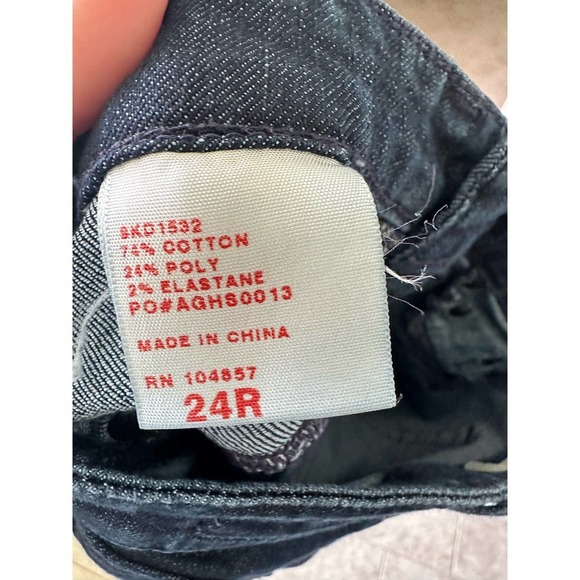 SKD1532
74% COTTON
24% POLY
2% ELASTANE
PO#AGHS0013
MADE IN CHINA
RN 104857
24R